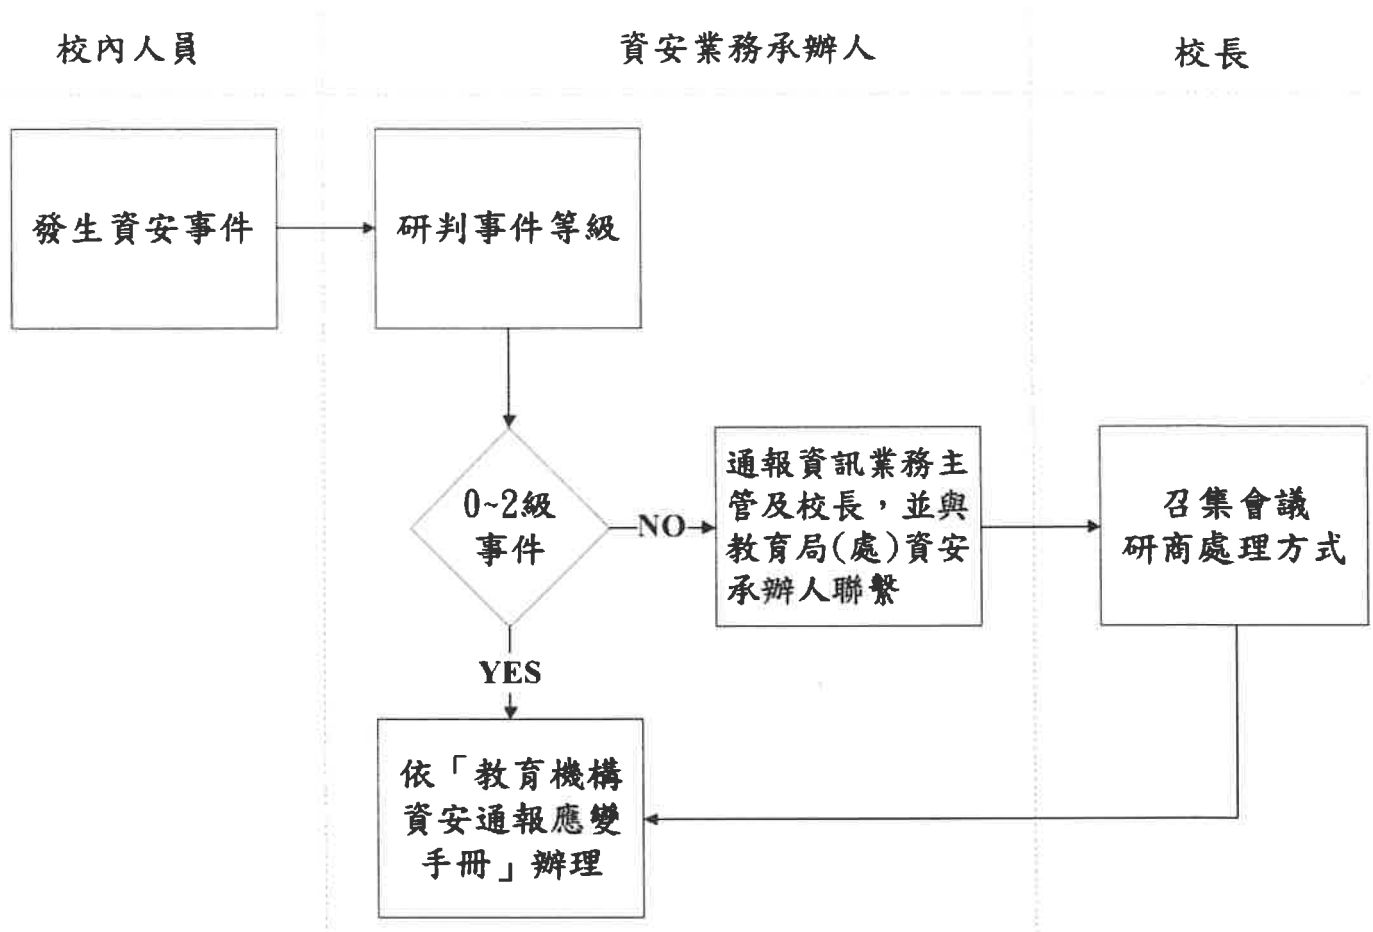 校內人員
資安業務承辦人
校長
發生資安事件
研判事件等級
0~2級
事件
NO
通報資訊業務主
管及校長，並與
教育局(處)資安
承辦人聯繫
召集會議
研商處理方式
YES
依「教育機構
資安通報應變
手冊」辦理